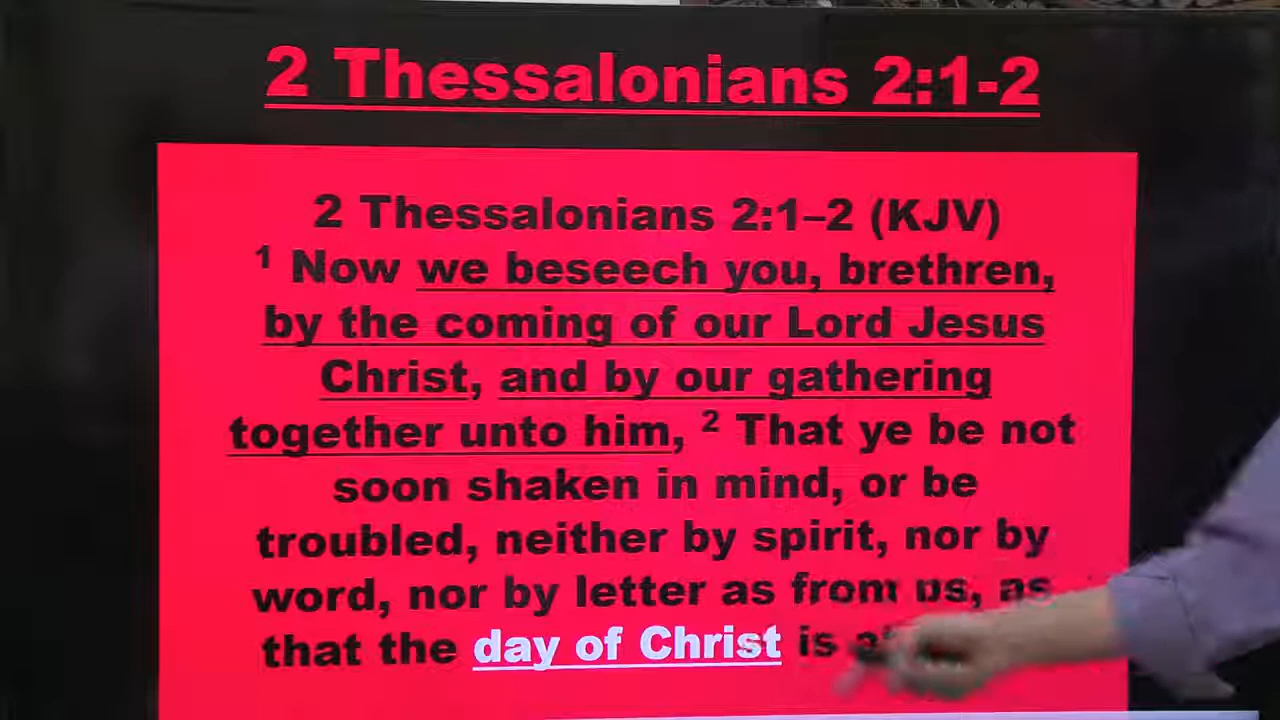 2 Thessalonians 2:1-2
2 Thessalonians 2:1–2 (KJV)
1 Now we beseech you, brethren,
by the coming of our Lord Jesus
Christ, and by our gathering
together unto him, 2 That ye be not
soon shaken in mind, or be
troubled, neither by spirit, nor by
word, nor by letter as from us, as
that the day of Christ is